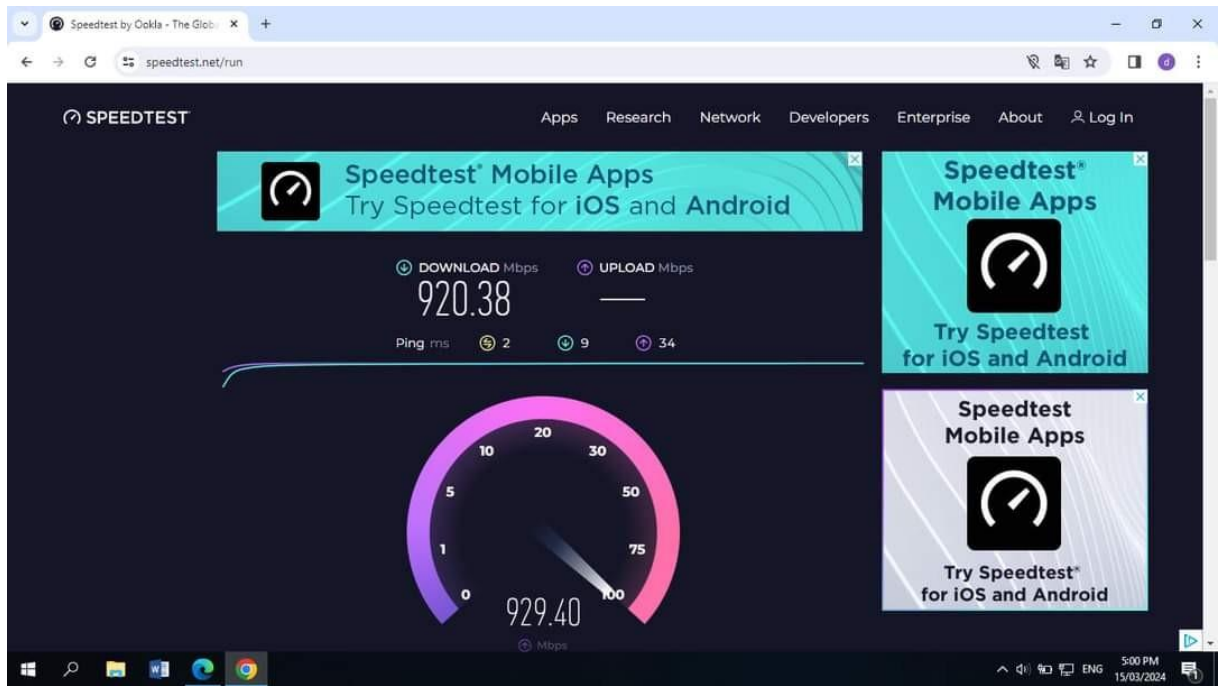 Speedtest by Ookla - The Glob
speedtest.net/run
d
SPEEDTEST
Apps Research Network Developers Enterprise About Log In
Speedtest® Mobile Apps
Try Speedtest for iOS and Android
Speedtest®
Mobile Apps
Try Speedtest
for iOS and Android
DOWNLOAD Mbps UPLOAD Mbps
920.38
Ping ms 2 9 34
0
1
5
10
20
30
50
75
100
929.40
Mbps
Speedtest
Mobile Apps
Try Speedtest®
for iOS and Android
W
ENG
5:00 PM
15/03/2024
1